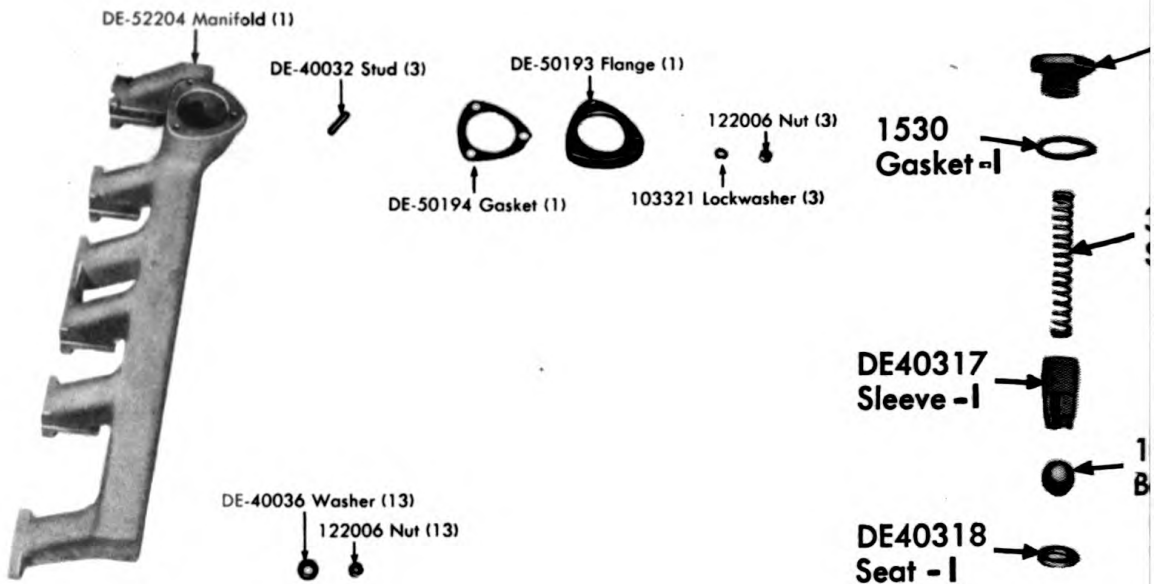 DE-52204 Manifold (1)
DE-40032 Stud (3)
DE-50193 Flange (1)
122006 Nut (3)
DE-50194 Gasket (1)
103321 Lockwasher (3)
DE-40036 Washer (13)
122006 Nut (13)
1530
Gasket-1
DE40317
Sleeve-1
DE40318
Seat-1